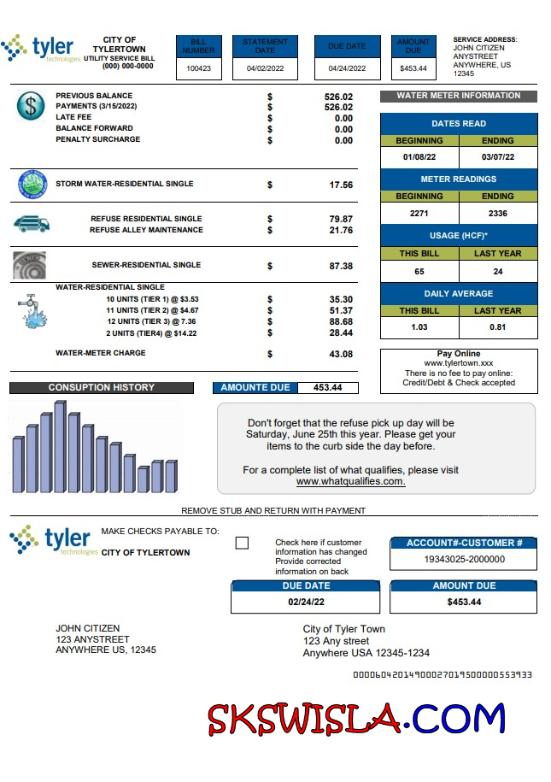 tyler
technologies
CITY OF
TYLERTOWN
UTILITY SERVICE BILL
(000) 000-0000
BILL
NUMBER
100423
STATEMENT
DATE
04/02/2022
DUE DATE
04/24/2022
AMOUNT
DUE
$453.44
SERVICE ADDRESS:
JOHN CITIZEN
ANYSTREET
ANYWHERE, US
12345
PREVIOUS BALANCE $ 526.02
PAYMENTS (3/15/2022) $ 526.02
LATE FEE $ 0.00
BALANCE FORWARD $ 0.00
PENALTY SURCHARGE $ 0.00
STORM WATER-RESIDENTIAL SINGLE $ 17.56
REFUSE RESIDENTIAL SINGLE $ 79.87
REFUSE ALLEY MAINTENANCE $ 21.76
SEWER-RESIDENTIAL SINGLE $ 87.38
WATER-RESIDENTIAL SINGLE
10 UNITS (TIER 1) @ $3.53 $ 35.30
11 UNITS (TIER 2) @ $4.67 $ 51.37
12 UNITS (TIER 3) @ 7.36 $ 88.68
2 UNITS (TIER4) @ $14.22 $ 28.44
WATER-METER CHARGE $ 43.08
WATER METER INFORMATION
DATES READ
BEGINNING ENDING
01/08/22 03/07/22
METER READINGS
BEGINNING ENDING
2271 2336
USAGE (HCF)*
THIS BILL LAST YEAR
65 24
DAILY AVERAGE
THIS BILL LAST YEAR
1.03 0.81
Pay Online
www.tylertown.xxx
There is no fee to pay online:
Credit/Debt & Check accepted
CONSUPTION HISTORY
AMOUNTE DUE 453.44
Don't forget that the refuse pick up day will be
Saturday, June 25th this year. Please get your
items to the curb side the day before.
For a complete list of what qualifies, please visit
www.whatqualifies.com.
REMOVE STUB AND RETURN WITH PAYMENT
tyler
technologies
MAKE CHECKS PAYABLE TO:
CITY OF TYLERTOWN
Check here if customer
information has changed
Provide corrected
information on back
ACCOUNT#-CUSTOMER #
19343025-2000000
DUE DATE
02/24/22
AMOUNT DUE
$453.44
JOHN CITIZEN
123 ANYSTREET
ANYWHERE US, 12345
City of Tyler Town
123 Any street
Anywhere USA 12345-1234
SKSWISLA.COM